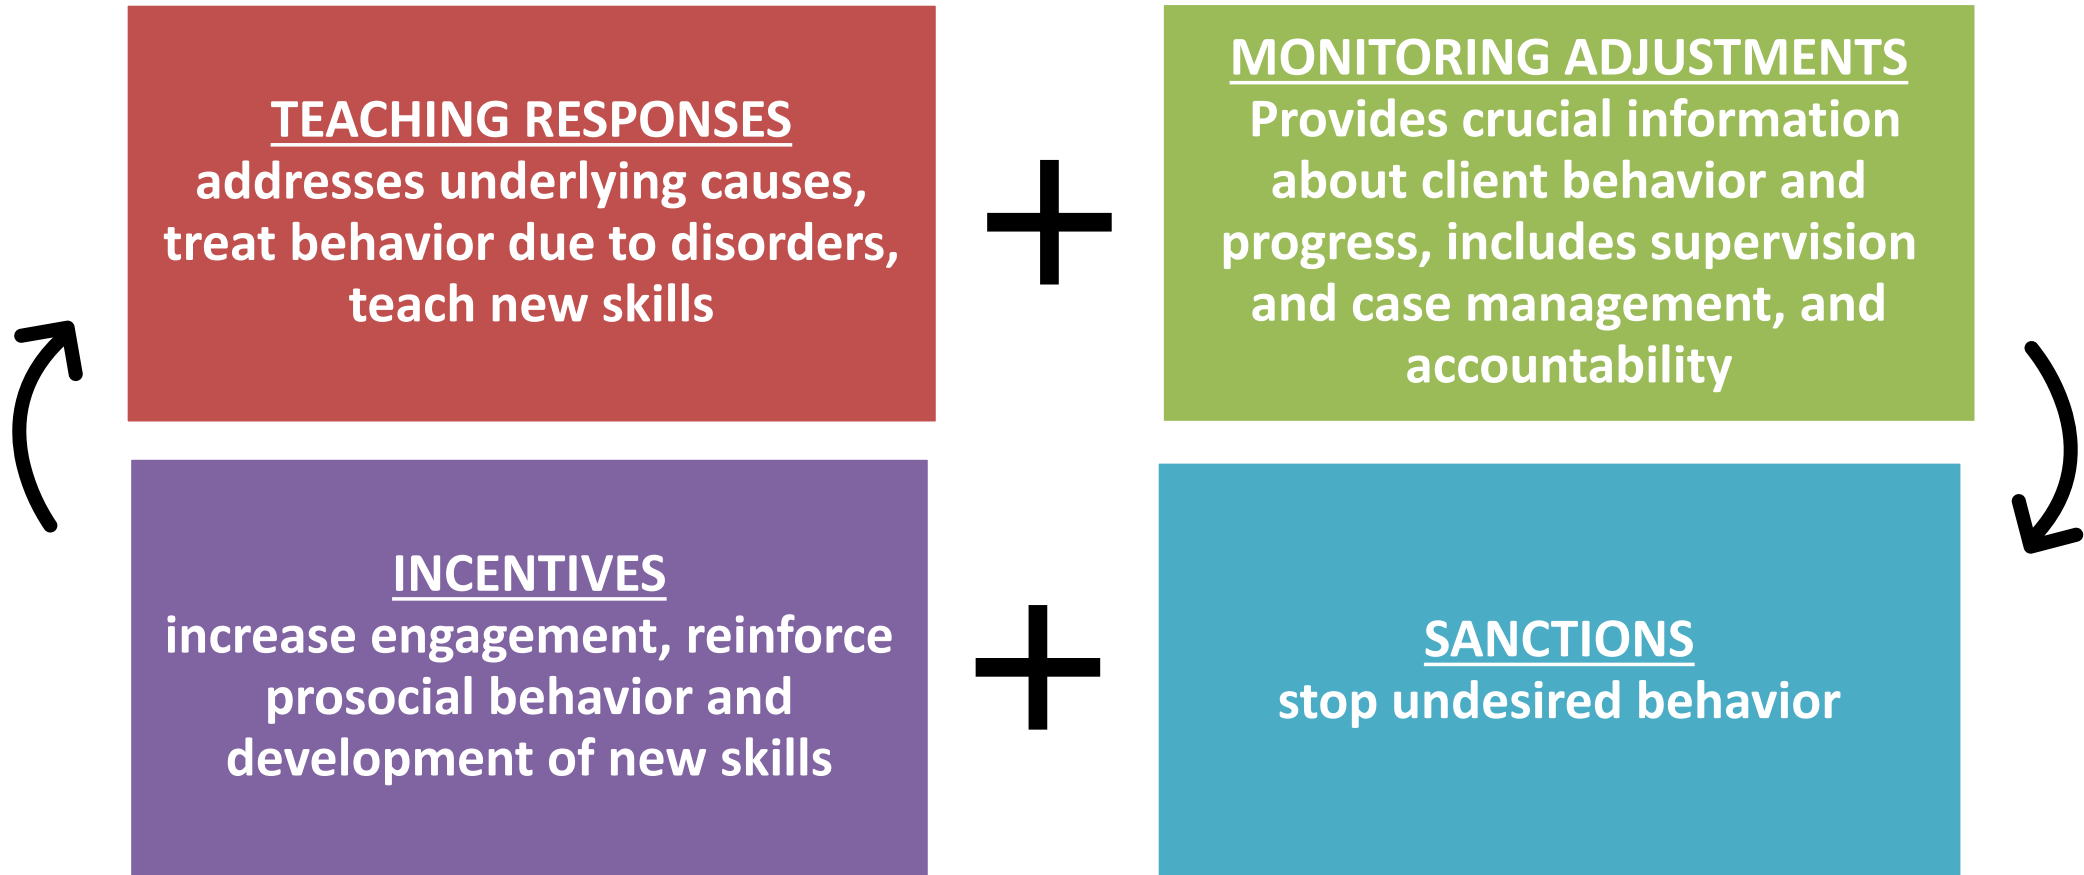 TEACHING RESPONSES
addresses underlying causes,
treat behavior due to disorders,
teach new skills
MONITORING ADJUSTMENTS
Provides crucial information
about client behavior and
progress, includes supervision
and case management, and
accountability
INCENTIVES
increase engagement, reinforce
prosocial behavior and
development of new skills
SANCTIONS
stop undesired behavior